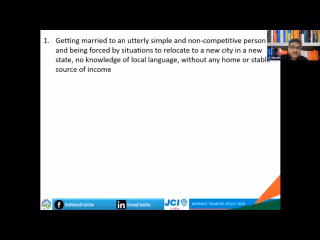 1. Getting married to an utterly simple and non-competitive person
and being forced by situations to relocate to a new city in a new
state, no knowledge of local language, without any home or stable
source of income
JCI